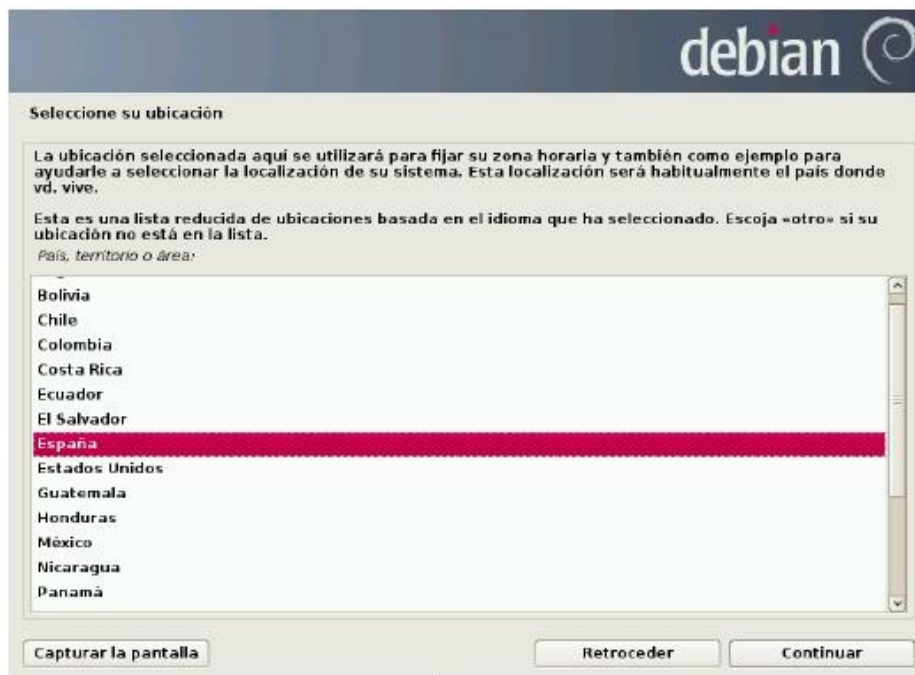 debian
Seleccione su ubicación
La ubicación seleccionada aquí se utilizará para fijar su zona horaria y también como ejemplo para
ayudarle a seleccionar la localización de su sistema. Esta localización será habitualmente el país donde
vd. vive.
Esta es una lista reducida de ubicaciones basada en el idioma que ha seleccionado. Escoja «otro» si su
ubicación no está en la lista.
País, territorio o área:
Bolivia
Chile
Colombia
Costa Rica
Ecuador
El Salvador
España
Estados Unidos
Guatemala
Honduras
México
Nicaragua
Panamá
Capturar la pantalla
Retroceder
Continuar